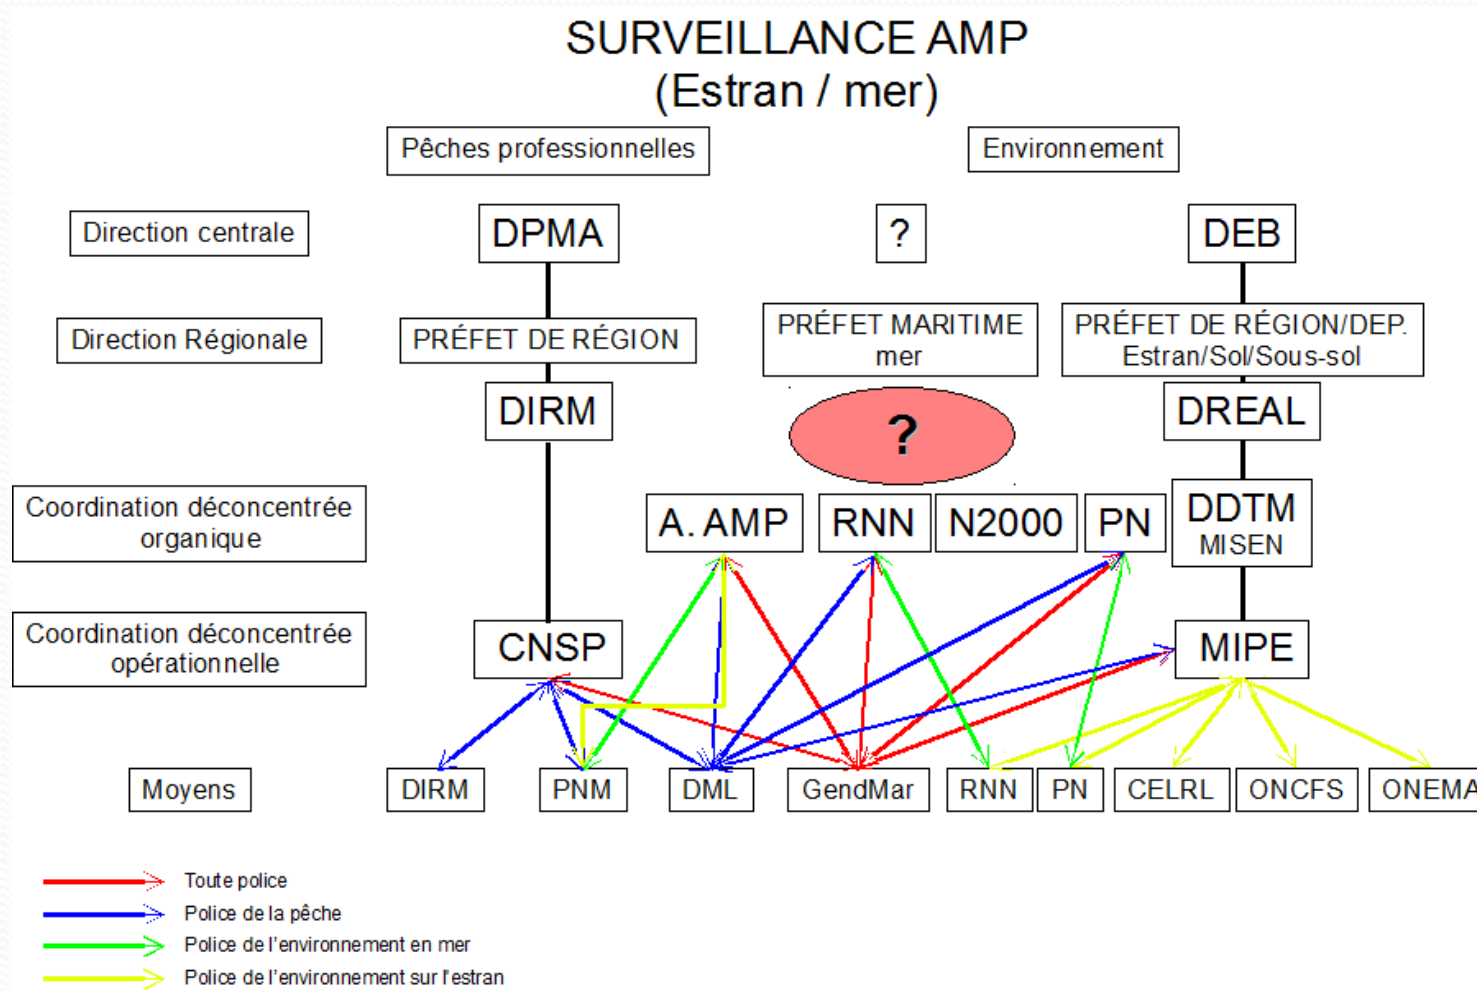 SURVEILLANCE AMP
(Estran / mer)
Pêches professionnelles
Environnement
Direction centrale
DPMA
?
DEB
Direction Régionale
PRÉFET DE RÉGION
PRÉFET MARITIME
mer
PRÉFET DE RÉGION/DEP.
Estran/Sol/Sous-sol
DIRM
?
DREAL
Coordination déconcentrée
organique
A. AMP
RNN
N2000
PN
DDTM
MISEN
Coordination déconcentrée
opérationnelle
CNSP
MIPE
Moyens
DIRM
PNM
DML
GendMar
RNN
PN
CELRL
ONCFS
ONEMA
Toute police
Police de la pêche
Police de l'environnement en mer
Police de l'environnement sur l'estran